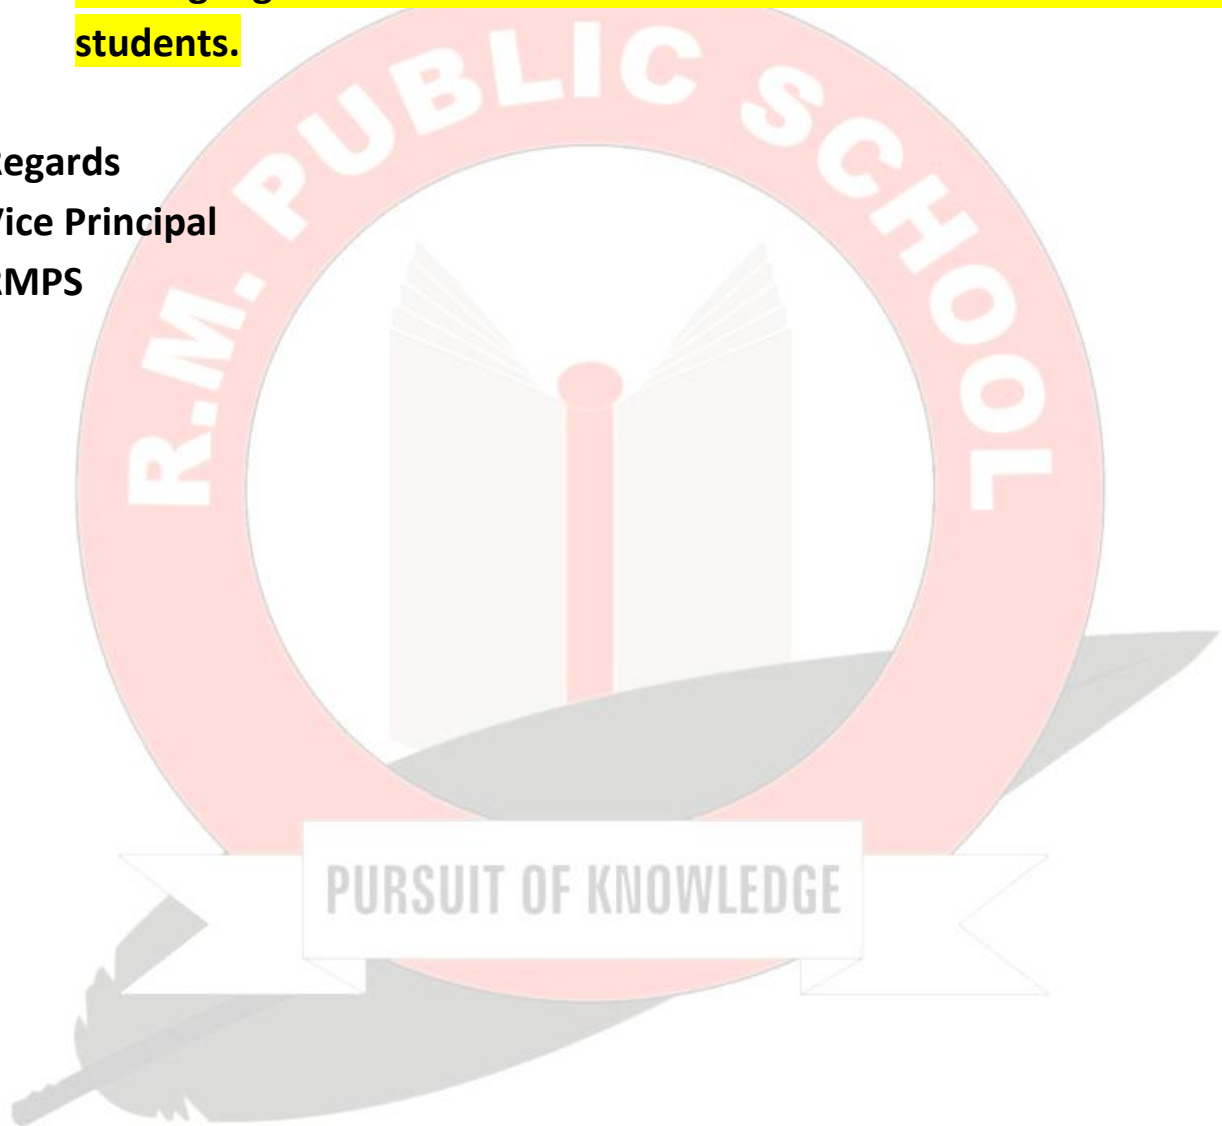 students.
Regards
Vice Principal
RMPS
R.M. PUBLIC SCHOOL
PURSUIT OF KNOWLEDGE